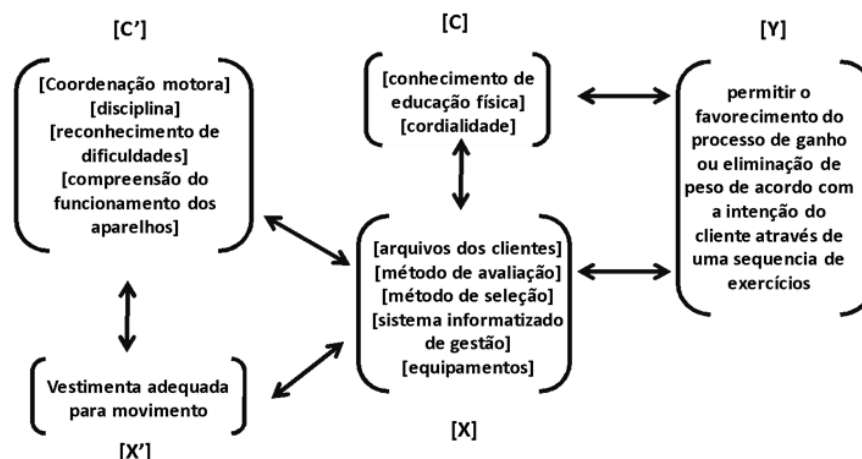 [C’]
[Coordenação motora]
[disciplina]
[reconhecimento de
dificuldades]
[compreensão do
funcionamento dos
aparelhos]
Vestimenta adequada
para movimento
[X’]
[C]
[conhecimento de
educação física]
[cordialidade]
[arquivos dos clientes]
[método de avaliação]
[método de seleção]
[sistema informatizado
de gestão]
[equipamentos]
[X]
[Y]
permitir o
favorecimento do
processo de ganho
ou eliminação de
peso de acordo com
a intenção do
cliente através de
uma sequencia de
exercícios